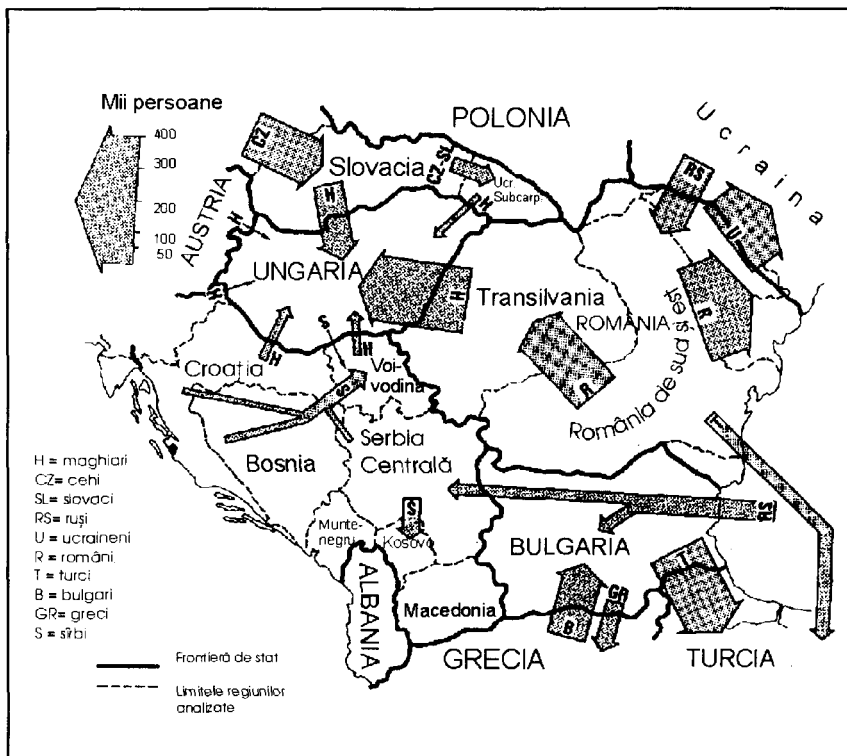 Mii persoane
400
300
200
100
50
POLONIA
Ucraina
CZ
Slovacia
CZ-SL
Ucr.
Subcarp.
RS
U
AUSTRIA
H
H
H
UNGARIA
H
H
Transilvania
ROMÂNIA
R
R
România de sud și est
S
H
H
Croația
Voi-
vodina
S
Serbia
Centrală
Bosnia
T
RS
S
Munte-
negru
Kosovo
BULGARIA
T
ALBANIA
Macedonia
B
GR
GRECIA
TURCIA
H = maghiari
CZ= cehi
SL= slovaci
RS= ruși
U = ucraineni
R = români
T = turci
B = bulgari
GR= greci
S = sîrbi
Frontieră de stat
Limitele regiunilor
analizate